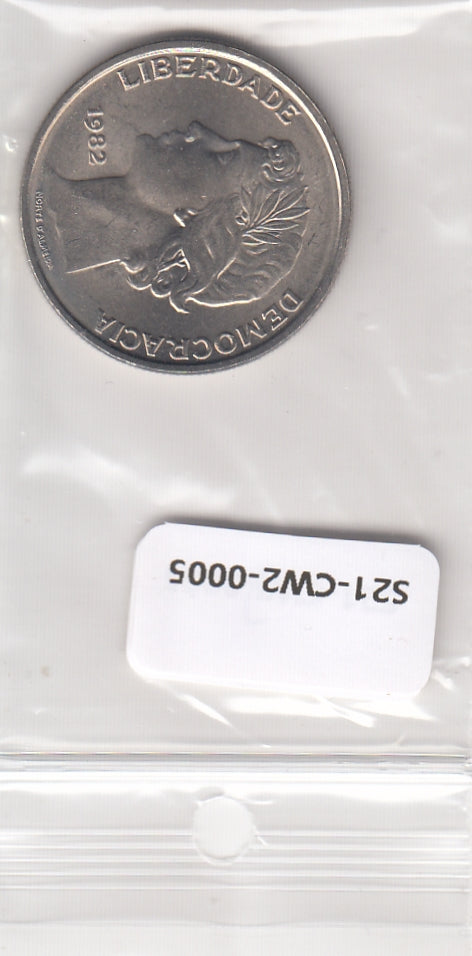 LIBERDADE
1982
DEMOCRACIA
S21-CW2-0005